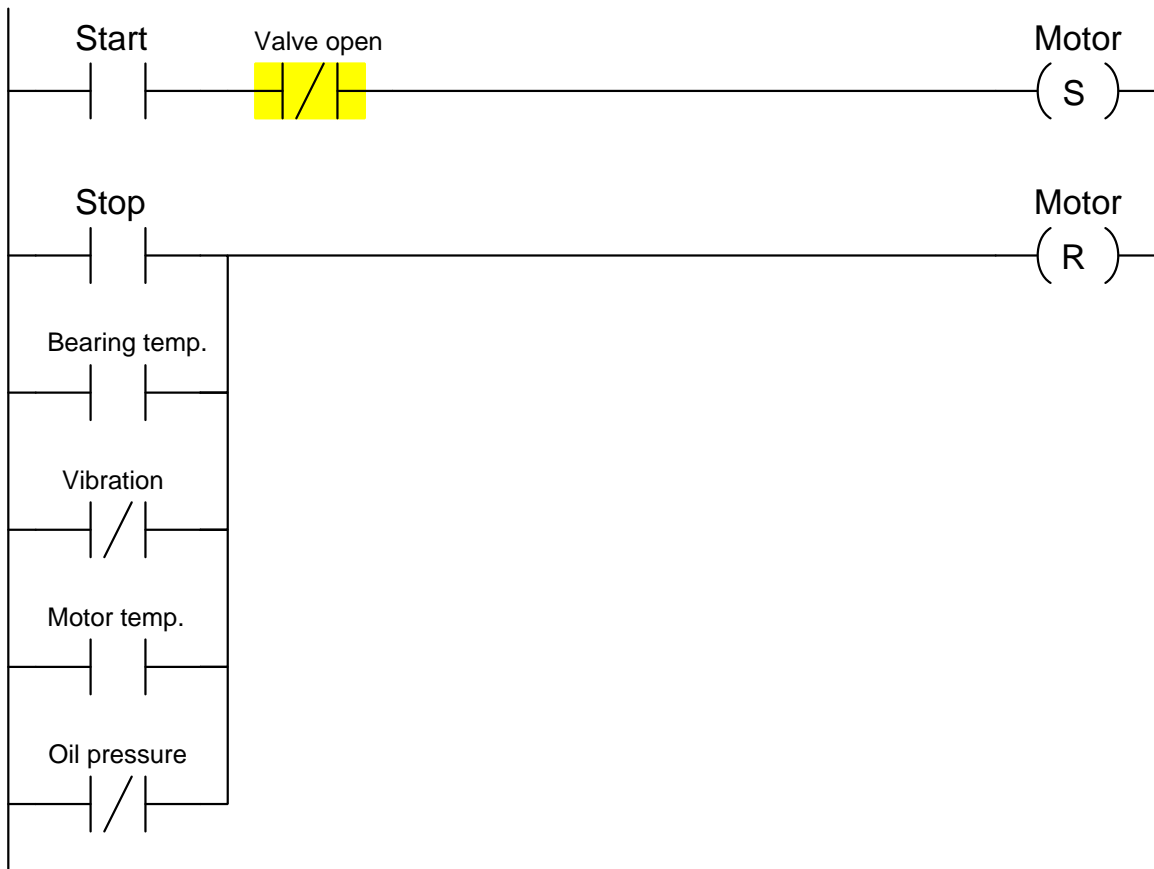 Start
Valve open
Motor
S
Stop
Motor
R
Bearing temp.
Vibration
Motor temp.
Oil pressure